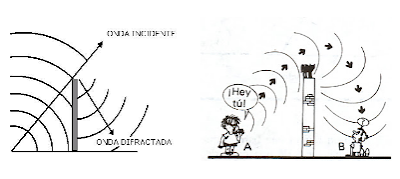 ONDA INCIDENTE
ONDA DIFRACTADA
¡Hey
tú!
A
B